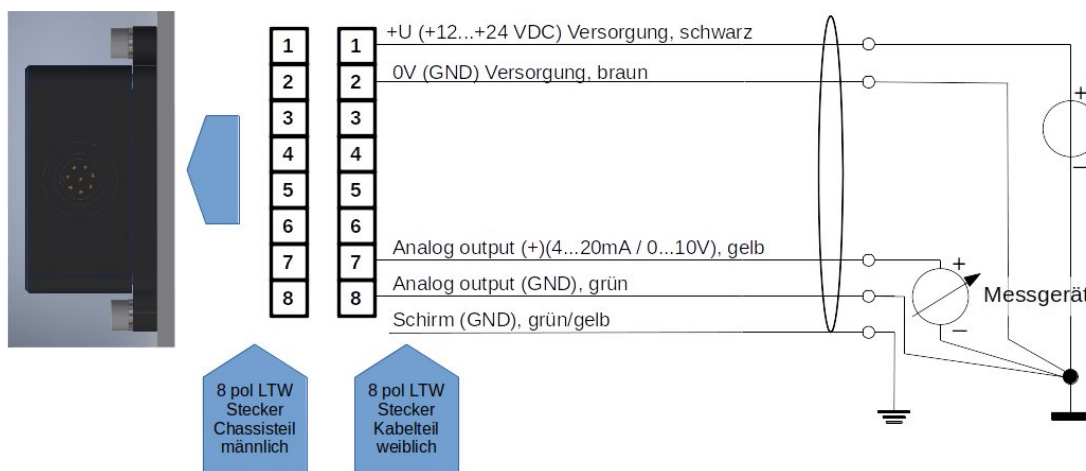 1
2
3
4
5
6
7
8
1
2
3
4
5
6
7
8
+U (+12...+24 VDC) Versorgung, schwarz
0V (GND) Versorgung, braun
+
−
Analog output (+)(4...20mA / 0...10V), gelb
Analog output (GND), grün
Schirm (GND), grün/gelb
+
−
Messgerät
8 pol LTW
Stecker
Chassisteil
männlich
8 pol LTW
Stecker
Kabelteil
weiblich